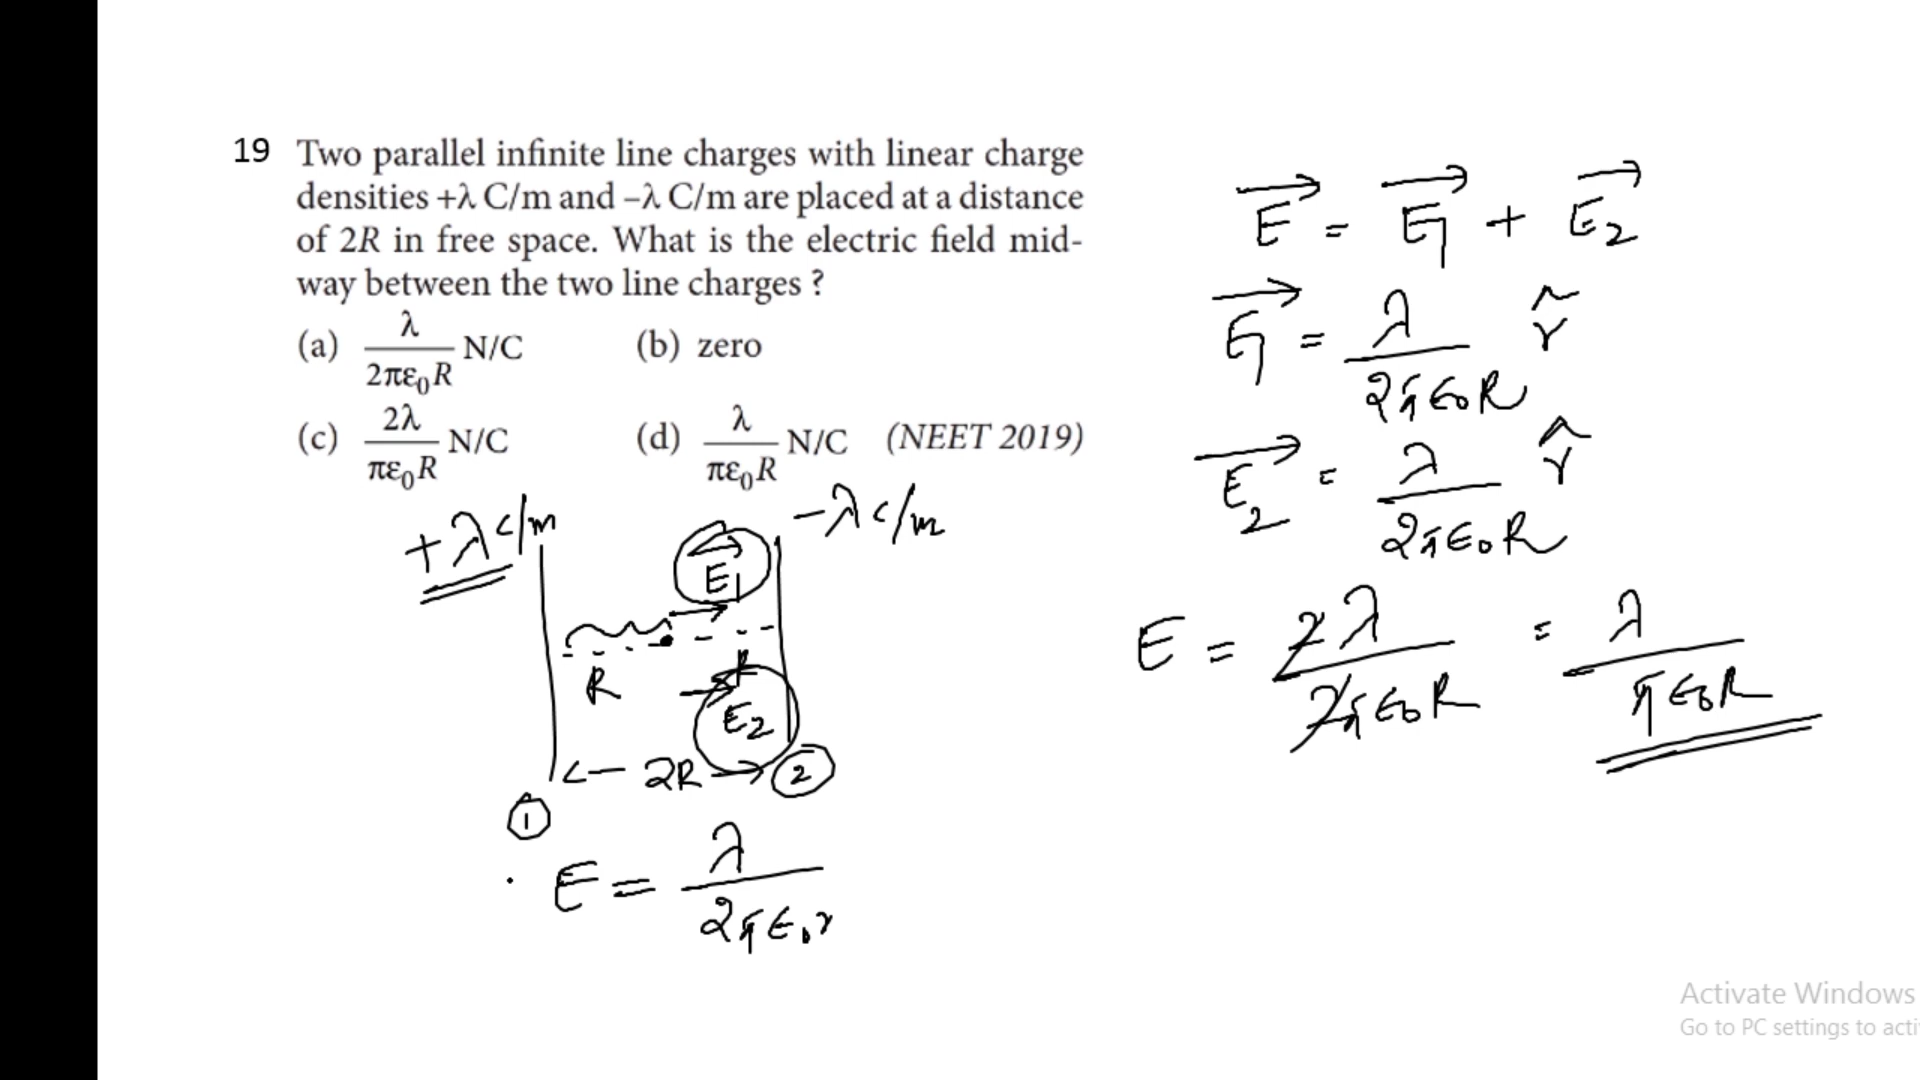 19 Two parallel infinite line charges with linear charge
densities +λ C/m and –λ C/m are placed at a distance
of 2R in free space. What is the electric field mid-
way between the two line charges ?
(a) λ/2πε₀R N/C (b) zero
(c) 2λ/πε₀R N/C (d) λ/πε₀R N/C (NEET 2019)
+λ C/m
-λ C/m
E₁
R
R
E₂
2R
1
2
E = λ/2πε₀r
E = E₁ + E₂
E₁ = λ/2πε₀R r̂
E₂ = λ/2πε₀R r̂
E = 2λ/2πε₀R = λ/πε₀R
Activate Windows
Go to PC settings to acti